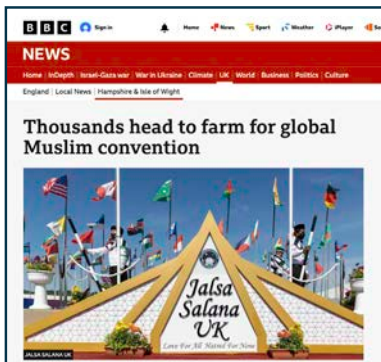 BBC Sign in Home News Sport Weather iPlayer
NEWS
Home InDepth Israel-Gaza war War in Ukraine Climate UK World Business Politics Culture
England Local News Hampshire & Isle of Wight
Thousands head to farm for global
Muslim convention
Jalsa
Salana
UK
Love For All Hatred For None
JALSA SALANA UK